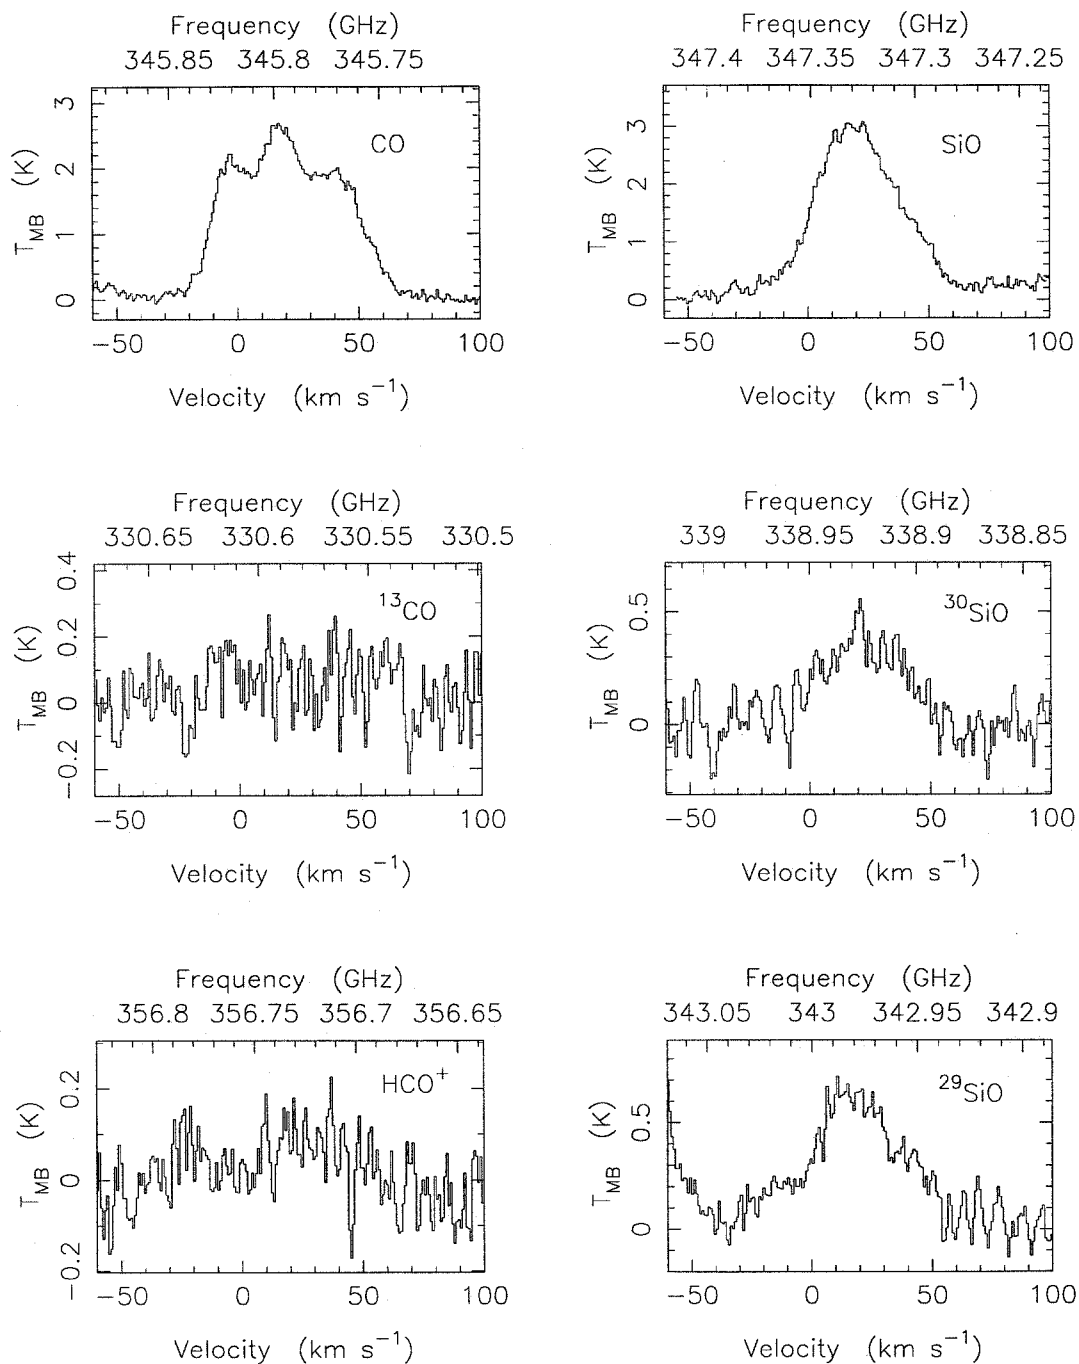 Frequency (GHz)
345.85 345.8 345.75
T_MB (K)
3
2
1
0
CO
−50 0 50 100
Velocity (km s⁻¹)
Frequency (GHz)
347.4 347.35 347.3 347.25
T_MB (K)
3
2
1
0
SiO
−50 0 50 100
Velocity (km s⁻¹)
Frequency (GHz)
330.65 330.6 330.55 330.5
T_MB (K)
0.4
0.2
0
−0.2
¹³CO
−50 0 50 100
Velocity (km s⁻¹)
Frequency (GHz)
339 338.95 338.9 338.85
T_MB (K)
0.5
0
³⁰SiO
−50 0 50 100
Velocity (km s⁻¹)
Frequency (GHz)
356.8 356.75 356.7 356.65
T_MB (K)
0.2
0
−0.2
HCO⁺
−50 0 50 100
Velocity (km s⁻¹)
Frequency (GHz)
343.05 343 342.95 342.9
T_MB (K)
0.5
0
²⁹SiO
−50 0 50 100
Velocity (km s⁻¹)